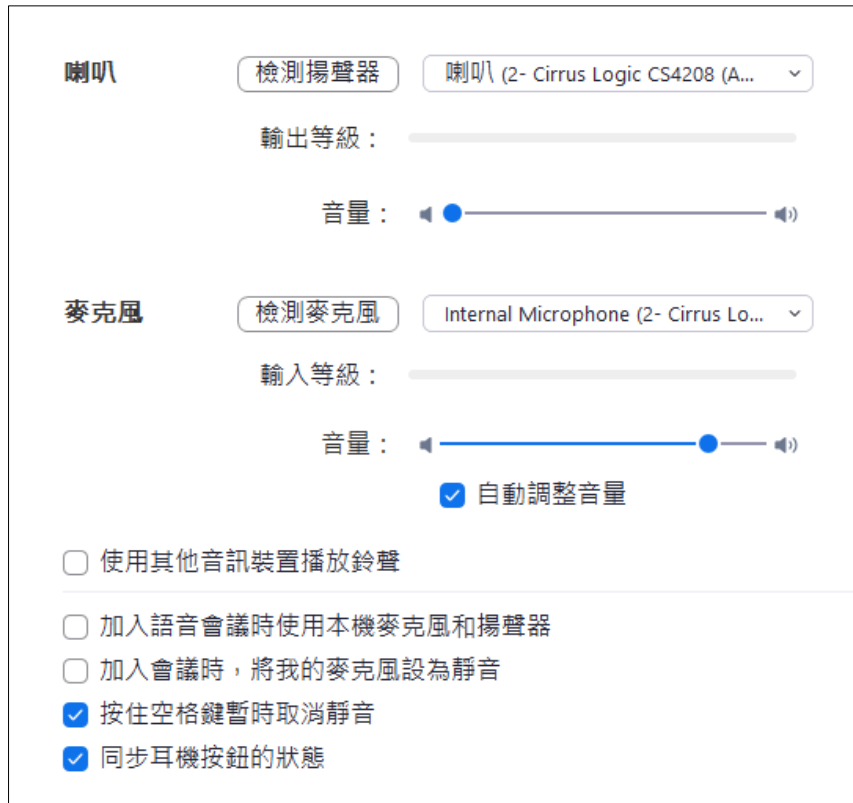 喇叭 檢測揚聲器 喇叭 (2- Cirrus Logic CS4208 (A...
輸出等級：
音量：
麥克風 檢測麥克風 Internal Microphone (2- Cirrus Lo...
輸入等級：
音量：
自動調整音量
使用其他音訊裝置播放鈴聲
加入語音會議時使用本機麥克風和揚聲器
加入會議時，將我的麥克風設為靜音
按住空格鍵暫時取消靜音
同步耳機按鈕的狀態